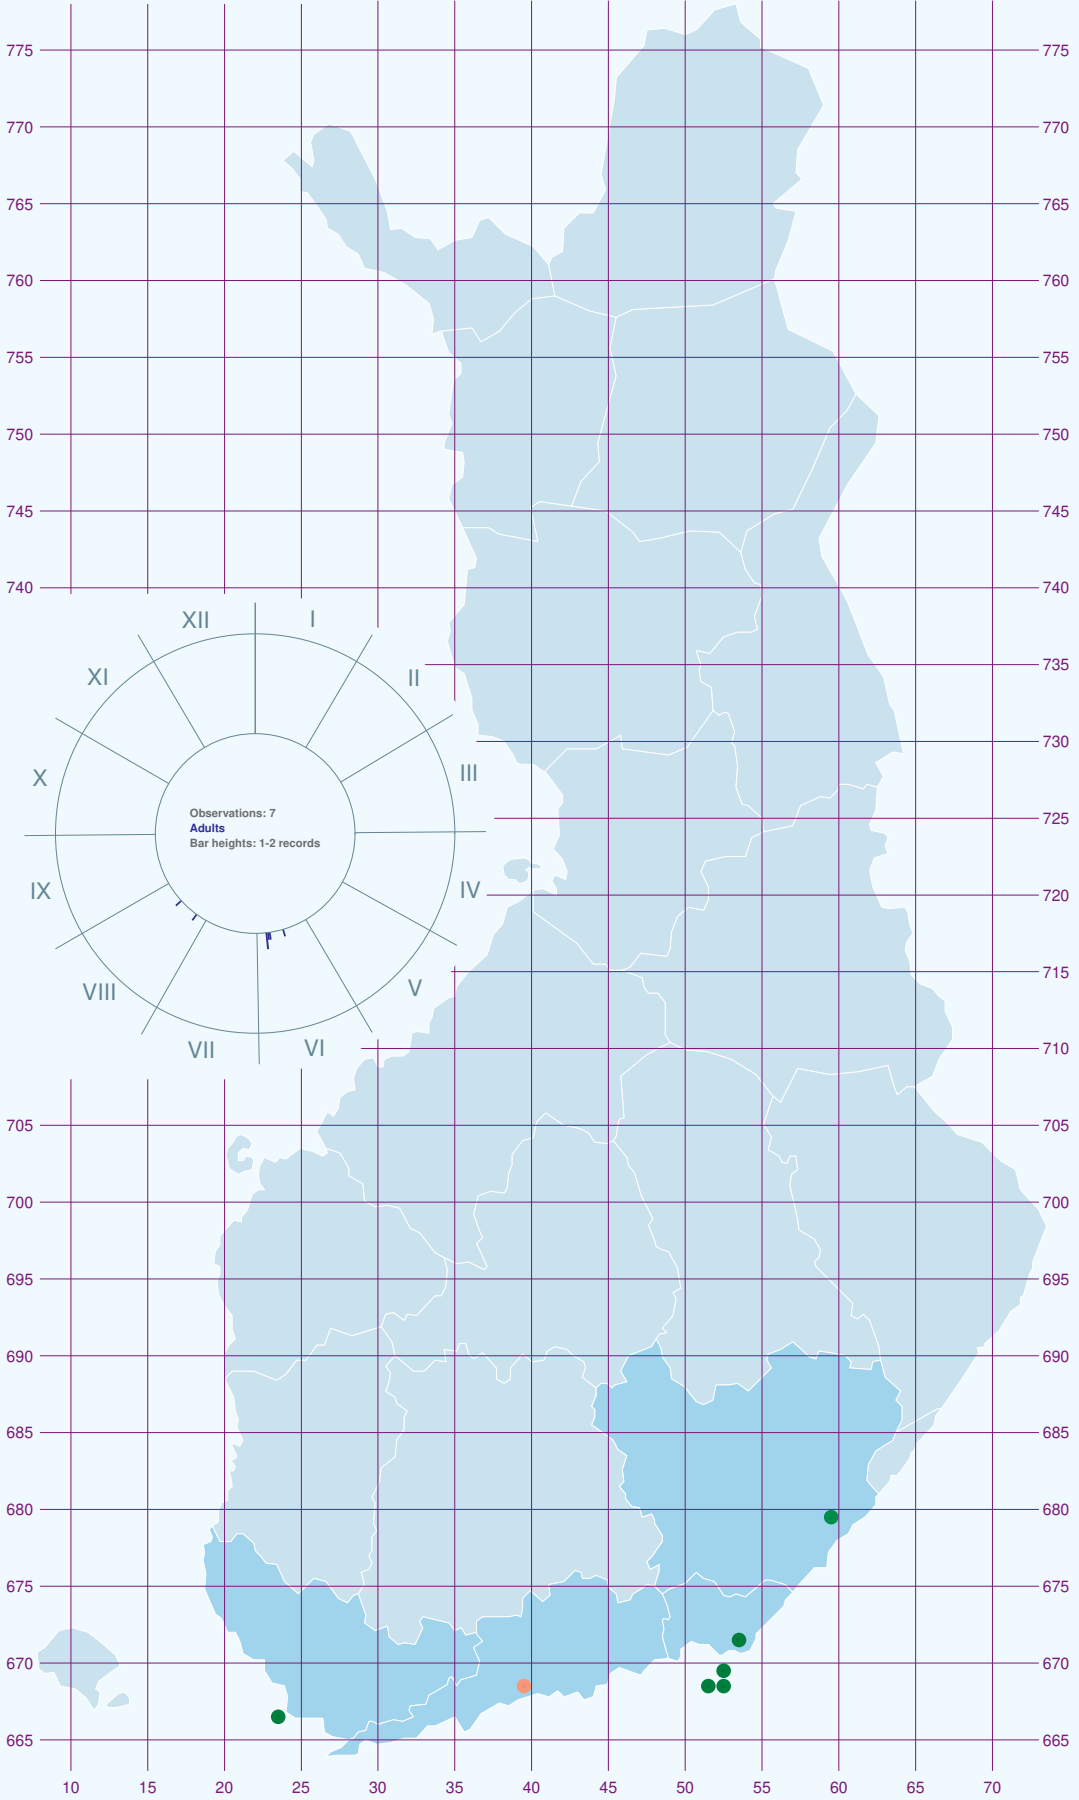 775 775
770 770
765 765
760 760
755 755
750 750
745 745
740 740
XII I
XI II
735
730
X III
Observations: 7
Adults
Bar heights: 1-2 records
725
IX IV
720
VIII V
715
VII VI
710
705 705
700 700
695 695
690 690
685 685
680 680
675 675
670 670
665 665
10 15 20 25 30 35 40 45 50 55 60 65 70